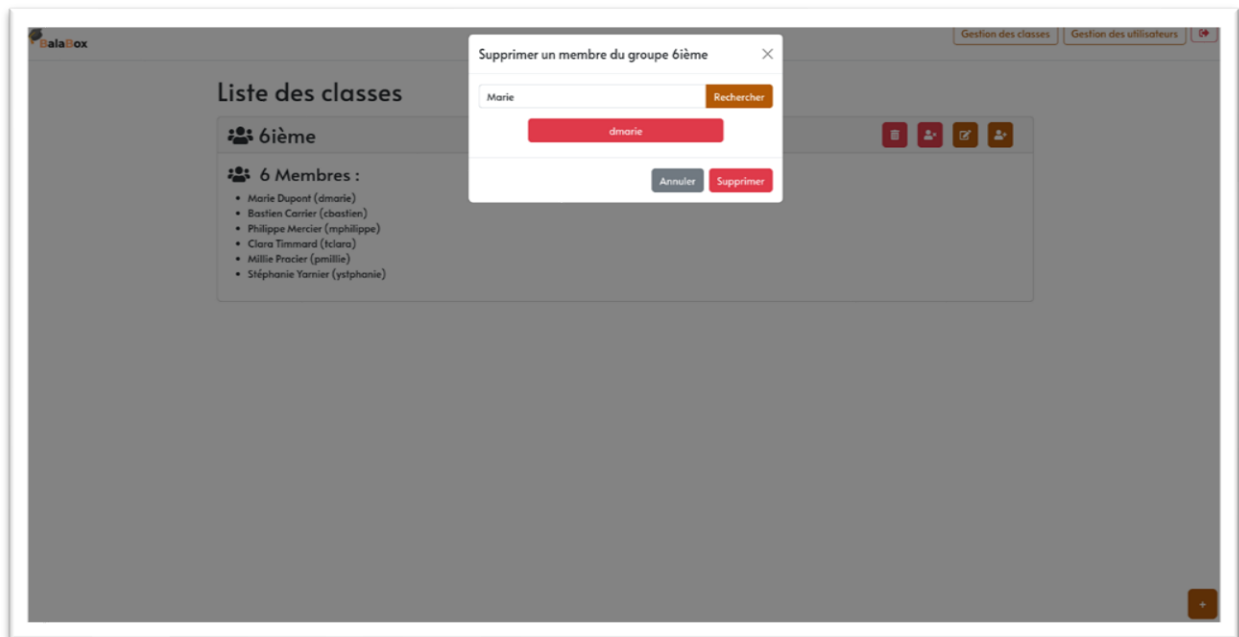 BalaBox
Gestion des classes
Gestion des utilisateurs
Supprimer un membre du groupe 6ième
Marie
Rechercher
dmarie
Annuler
Supprimer
Liste des classes
6ième
6 Membres :
Marie Dupont (dmarie)
Bastien Carrier (cbastien)
Philippe Mercier (mphilippe)
Clara Timmard (tclara)
Millie Pracier (pmillie)
Stéphanie Yarnier (ystphanie)